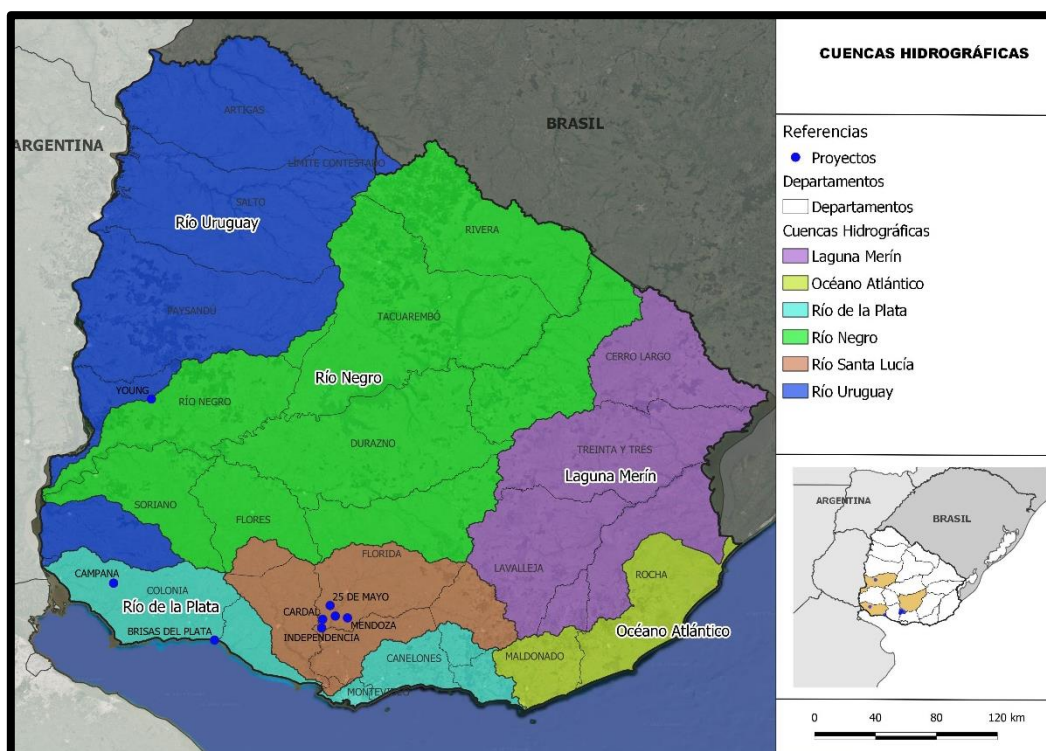 CUENCAS HIDROGRÁFICAS
ARGENTINA
BRASIL
ARTIGAS
LÍMITE CONTESTADO
SALTO
Río Uruguay
RIVERA
PAYSANDÚ
TACUAREMBÓ
CERRO LARGO
Río Negro
YOUNG
RÍO NEGRO
DURAZNO
TREINTA Y TRES
Laguna Merín
SORIANO
FLORES
FLORIDA
CAMPANA
COLONIA
LAVALLEJA
ROCHA
Río de la Plata
25 DE MAYO
CARDAL
MENDOZA
BRISAS DEL PLATA
INDEPENDENCIA
Océano Atlántico
CANELONES
MALDONADO
MONTEVIDEO
Referencias
Proyectos
Departamentos
Departamentos
Cuencas Hidrográficas
Laguna Merín
Océano Atlántico
Río de la Plata
Río Negro
Río Santa Lucía
Río Uruguay
ARGENTINA
BRASIL
0 40 80 120 km